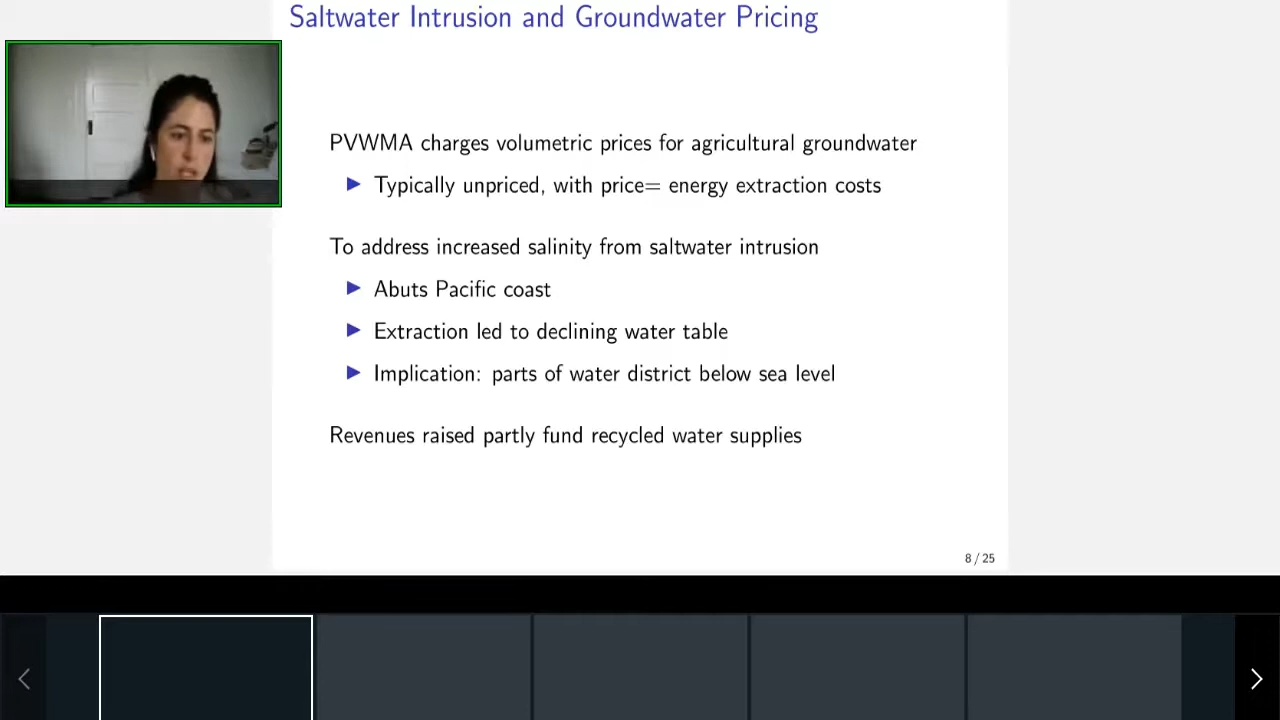 Saltwater Intrusion and Groundwater Pricing
PVWMA charges volumetric prices for agricultural groundwater
Typically unpriced, with price= energy extraction costs
To address increased salinity from saltwater intrusion
Abuts Pacific coast
Extraction led to declining water table
Implication: parts of water district below sea level
Revenues raised partly fund recycled water supplies
8 / 25